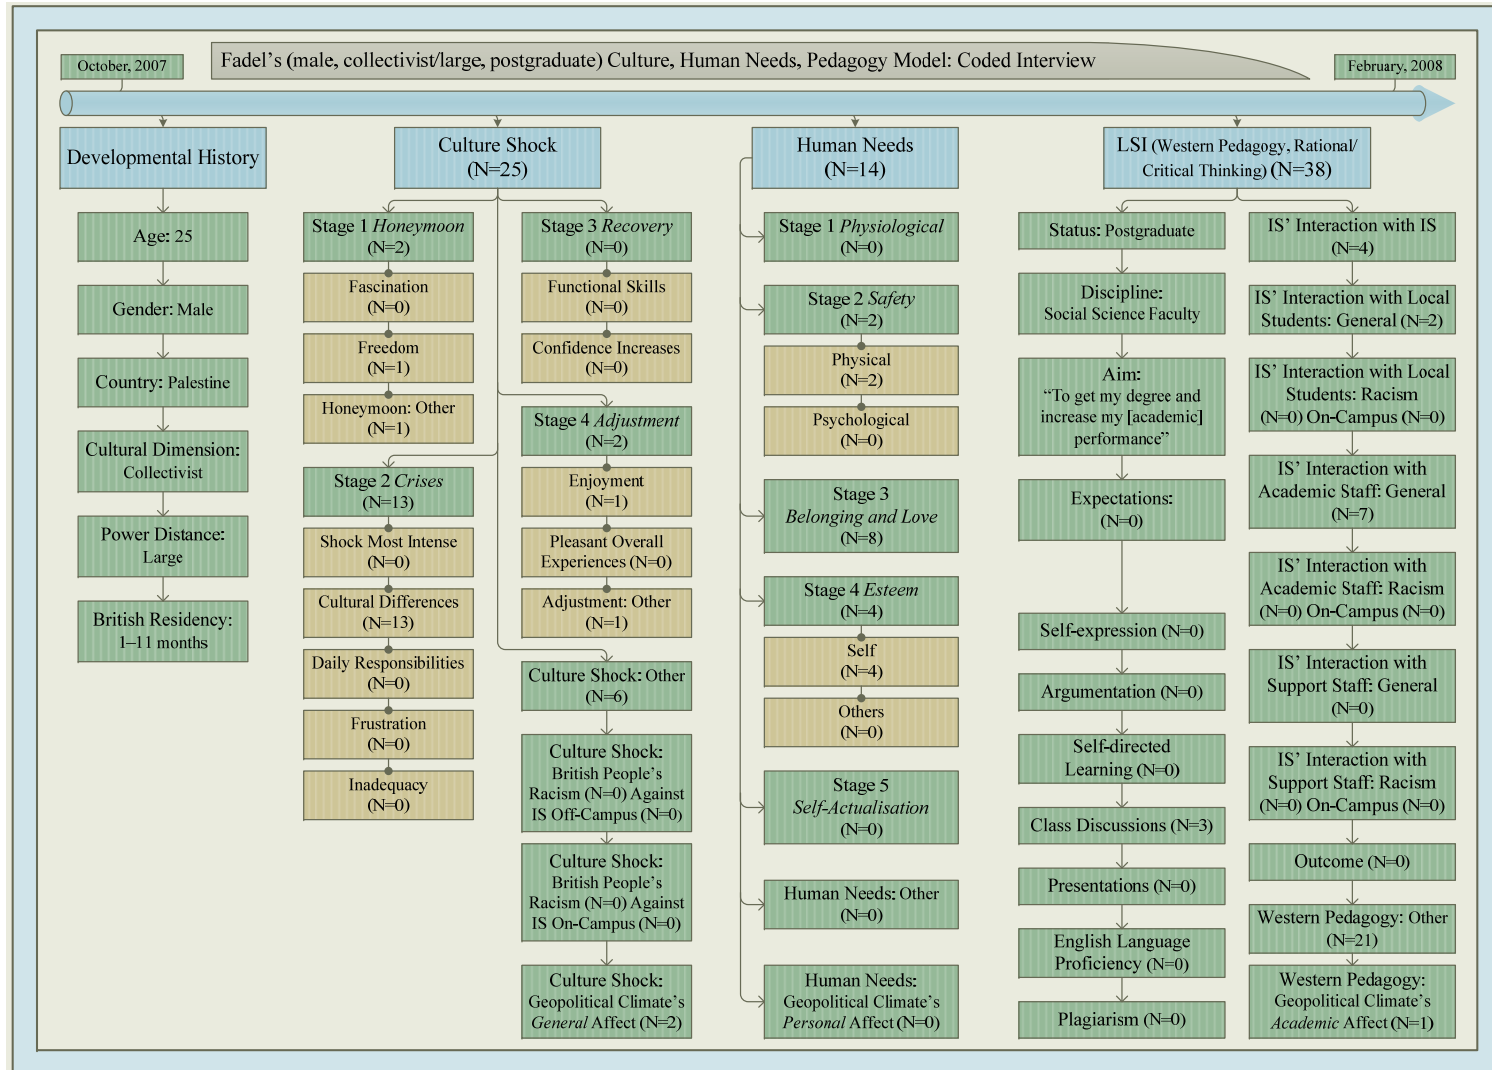 Fadel's (male, collectivist/large, postgraduate) Culture, Human Needs, Pedagogy Model: Coded Interview
October, 2007
February, 2008
Developmental History
Age: 25
Gender: Male
Country: Palestine
Cultural Dimension:
Collectivist
Power Distance:
Large
British Residency:
1–11 months
Culture Shock
(N=25)
Stage 1 Honeymoon
(N=2)
Fascination
(N=0)
Freedom
(N=1)
Honeymoon: Other
(N=1)
Stage 2 Crises
(N=13)
Shock Most Intense
(N=0)
Cultural Differences
(N=13)
Daily Responsibilities
(N=0)
Frustration
(N=0)
Inadequacy
(N=0)
Stage 3 Recovery
(N=0)
Functional Skills
(N=0)
Confidence Increases
(N=0)
Stage 4 Adjustment
(N=2)
Enjoyment
(N=1)
Pleasant Overall
Experiences (N=0)
Adjustment: Other
(N=1)
Culture Shock: Other
(N=6)
Culture Shock:
British People's
Racism (N=0) Against
IS Off-Campus (N=0)
Culture Shock:
British People's
Racism (N=0) Against
IS On-Campus (N=0)
Culture Shock:
Geopolitical Climate's
General Affect (N=2)
Human Needs
(N=14)
Stage 1 Physiological
(N=0)
Stage 2 Safety
(N=2)
Physical
(N=2)
Psychological
(N=0)
Stage 3
Belonging and Love
(N=8)
Stage 4 Esteem
(N=4)
Self
(N=4)
Others
(N=0)
Stage 5
Self-Actualisation
(N=0)
Human Needs: Other
(N=0)
Human Needs:
Geopolitical Climate's
Personal Affect (N=0)
LSI (Western Pedagogy, Rational/
Critical Thinking) (N=38)
Status: Postgraduate
Discipline:
Social Science Faculty
Aim:
“To get my degree and
increase my [academic]
performance”
Expectations:
(N=0)
Self-expression (N=0)
Argumentation (N=0)
Self-directed
Learning (N=0)
Class Discussions (N=3)
Presentations (N=0)
English Language
Proficiency (N=0)
Plagiarism (N=0)
IS' Interaction with IS
(N=4)
IS' Interaction with Local
Students: General (N=2)
IS' Interaction with Local
Students: Racism
(N=0) On-Campus (N=0)
IS' Interaction with
Academic Staff: General
(N=7)
IS' Interaction with
Academic Staff: Racism
(N=0) On-Campus (N=0)
IS' Interaction with
Support Staff: General
(N=0)
IS' Interaction with
Support Staff: Racism
(N=0) On-Campus (N=0)
Outcome (N=0)
Western Pedagogy: Other
(N=21)
Western Pedagogy:
Geopolitical Climate's
Academic Affect (N=1)